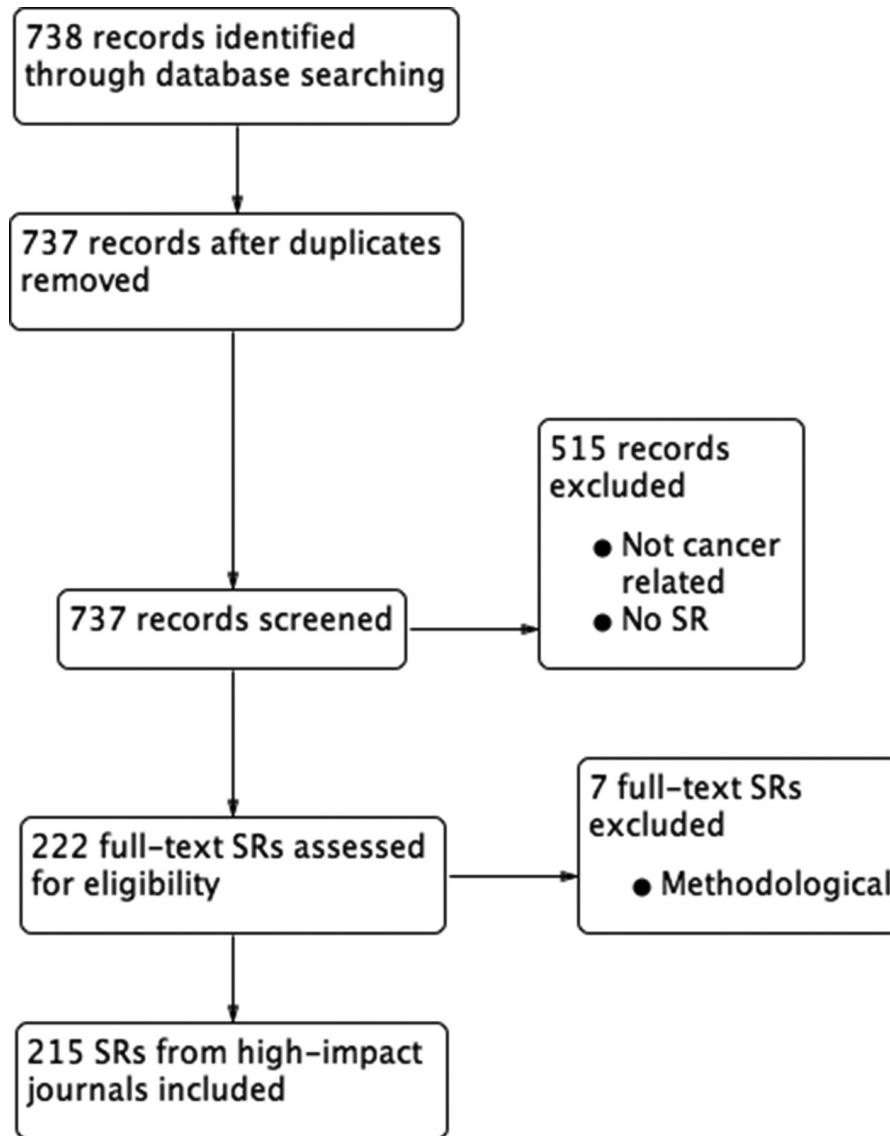 738 records identified
through database searching
737 records after duplicates
removed
515 records
excluded
● Not cancer
related
● No SR
737 records screened
7 full-text SRs
excluded
● Methodological
222 full-text SRs assessed
for eligibility
215 SRs from high-impact
journals included